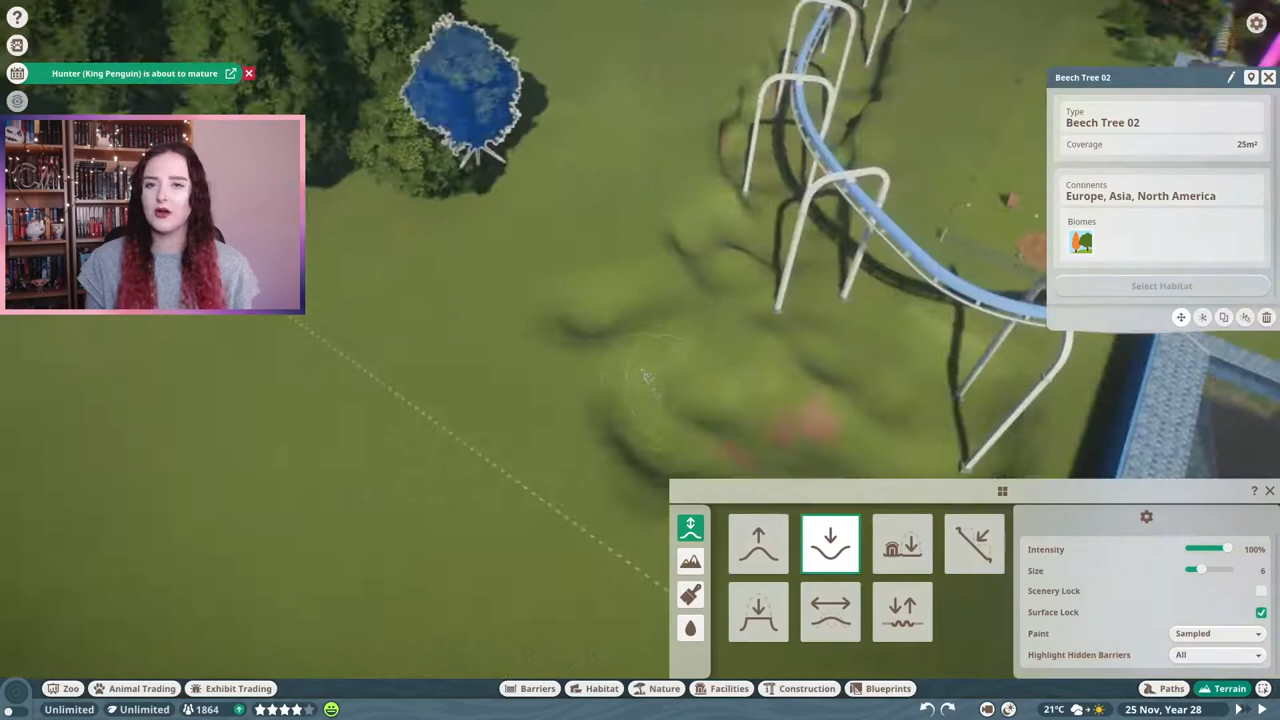 ?
Hunter (King Penguin) is about to mature
Beech Tree 02
Type
Beech Tree 02
Coverage 25m²
Continents
Europe, Asia, North America
Biomes
Select Habitat
?
Intensity 100%
Size 6
Scenery Lock
Surface Lock
Paint Sampled
Highlight Hidden Barriers All
Zoo Animal Trading Exhibit Trading Barriers Habitat Nature Facilities Construction Blueprints Paths Terrain
Unlimited Unlimited 1864 21°C 25 Nov, Year 28